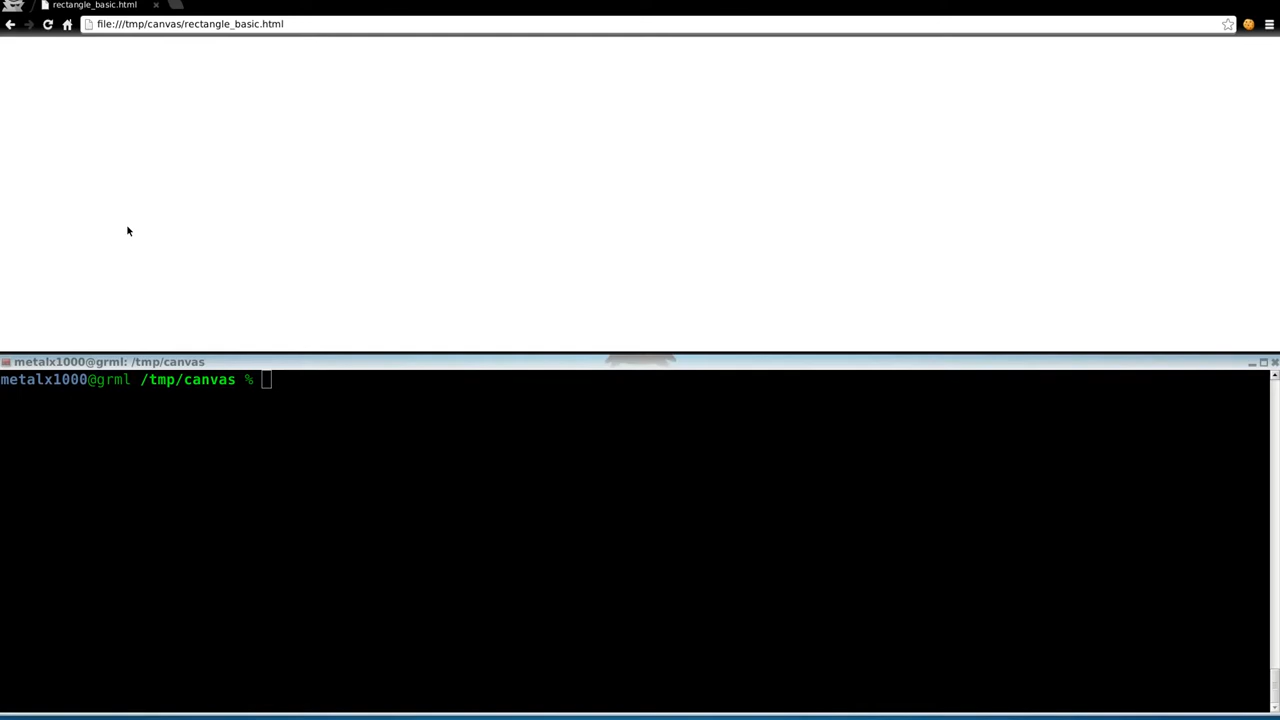 rectangle_basic.html
file:///tmp/canvas/rectangle_basic.html
metalx1000@grml: /tmp/canvas
metalx1000@grml /tmp/canvas %